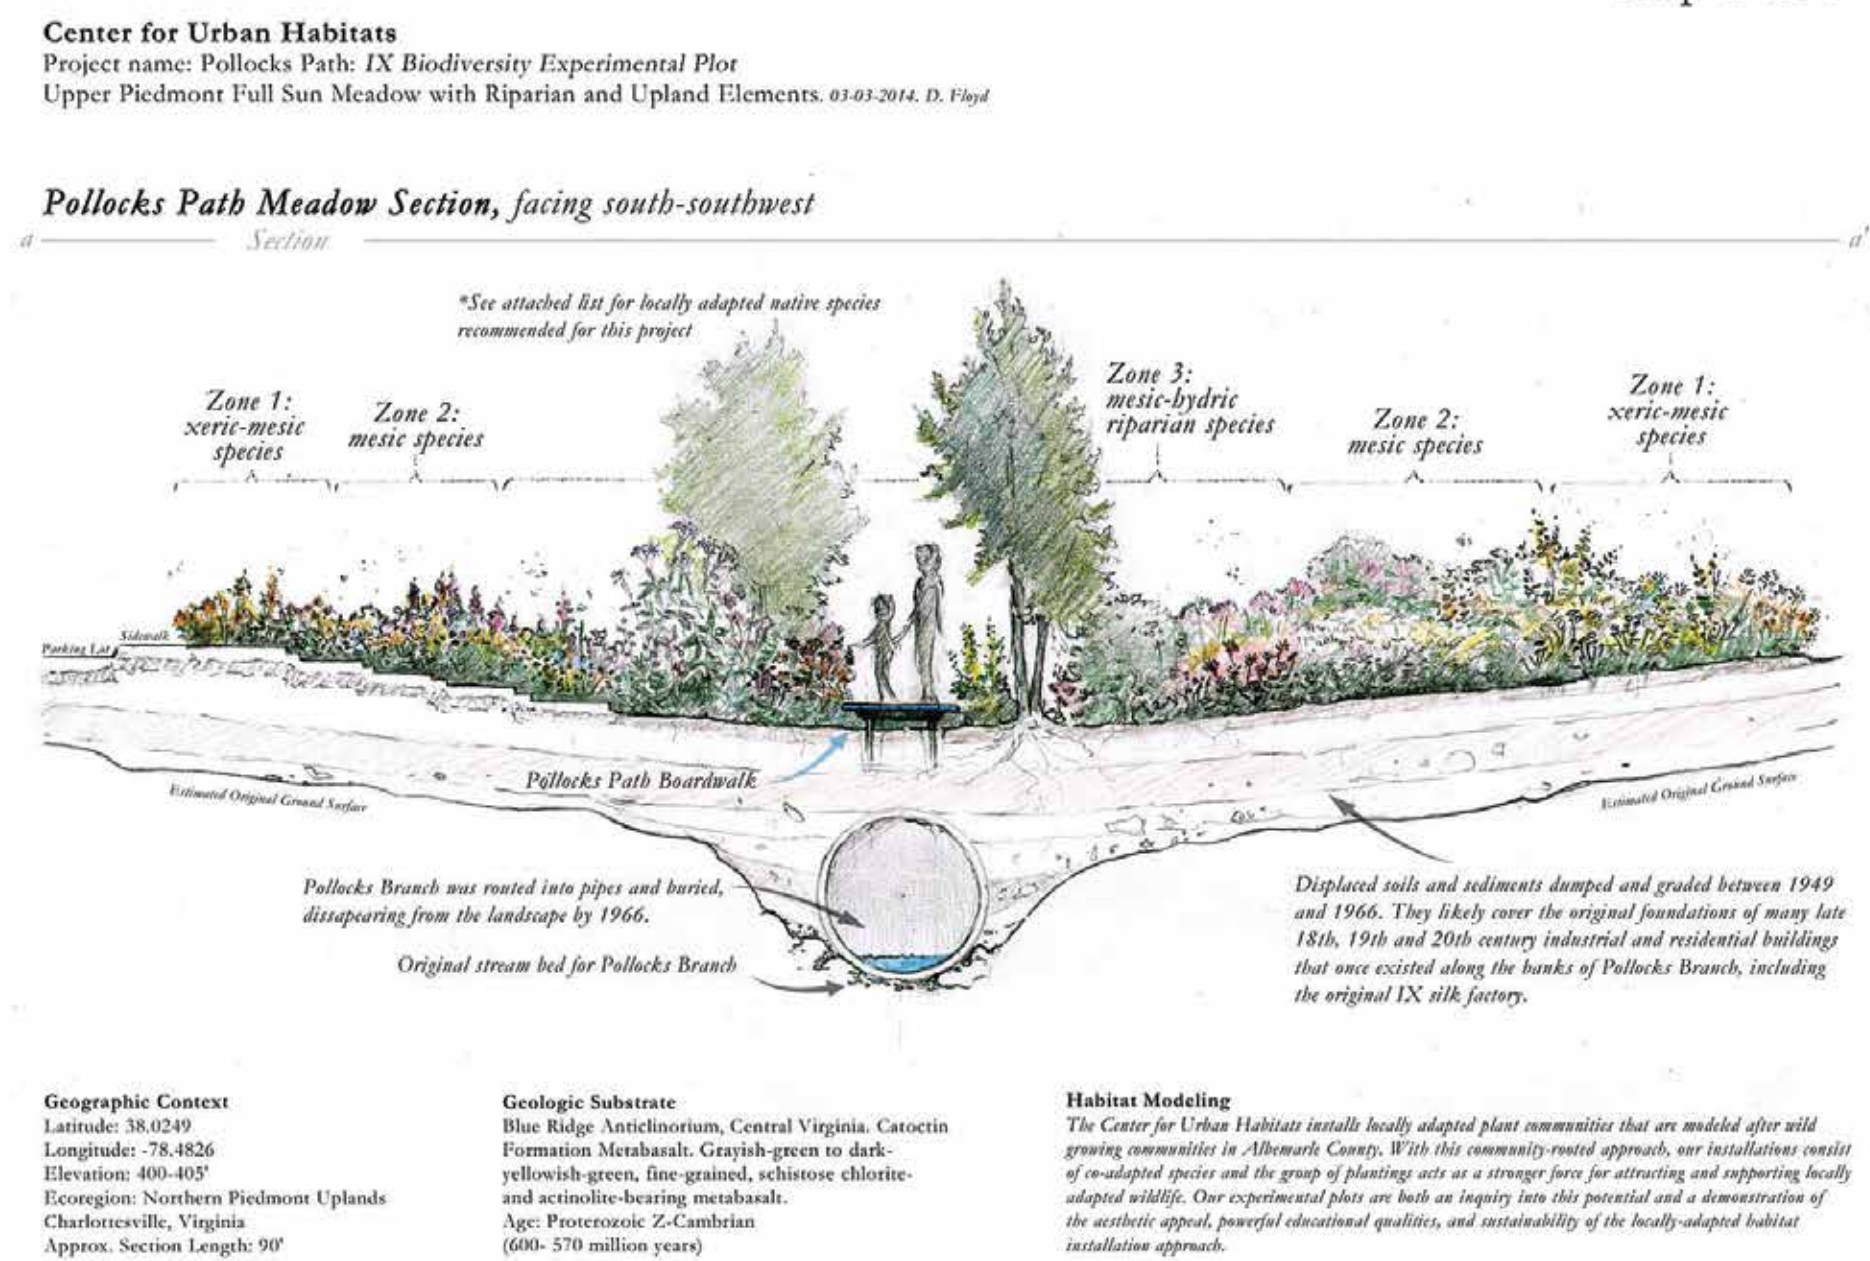 Center for Urban Habitats
Project name: Pollocks Path: IX Biodiversity Experimental Plot
Upper Piedmont Full Sun Meadow with Riparian and Upland Elements. 03-03-2014. D. Floyd
Pollocks Path Meadow Section, facing south-southwest
a Section a'
*See attached list for locally adapted native species
recommended for this project
Zone 1:
xeric-mesic
species
Zone 2:
mesic species
Zone 3:
mesic-hydric
riparian species
Zone 2:
mesic species
Zone 1:
xeric-mesic
species
Parking Lot
Sidewalk
Pollocks Path Boardwalk
Estimated Original Ground Surface
Estimated Original Ground Surface
Pollocks Branch was routed into pipes and buried,
dissapearing from the landscape by 1966.
Original stream bed for Pollocks Branch
Displaced soils and sediments dumped and graded between 1949
and 1966. They likely cover the original foundations of many late
18th, 19th and 20th century industrial and residential buildings
that once existed along the banks of Pollocks Branch, including
the original IX silk factory.
Geographic Context
Latitude: 38.0249
Longitude: -78.4826
Elevation: 400-405'
Ecoregion: Northern Piedmont Uplands
Charlottesville, Virginia
Approx. Section Length: 90'
Geologic Substrate
Blue Ridge Anticlinorium, Central Virginia. Catoctin
Formation Metabasalt. Grayish-green to dark-
yellowish-green, fine-grained, schistose chlorite-
and actinolite-bearing metabasalt.
Age: Proterozoic Z-Cambrian
(600- 570 million years)
Habitat Modeling
The Center for Urban Habitats installs locally adapted plant communities that are modeled after wild
growing communities in Albemarle County. With this community-rooted approach, our installations consist
of co-adapted species and the group of plantings acts as a stronger force for attracting and supporting locally
adapted wildlife. Our experimental plots are both an inquiry into this potential and a demonstration of
the aesthetic appeal, powerful educational qualities, and sustainability of the locally-adapted habitat
installation approach.